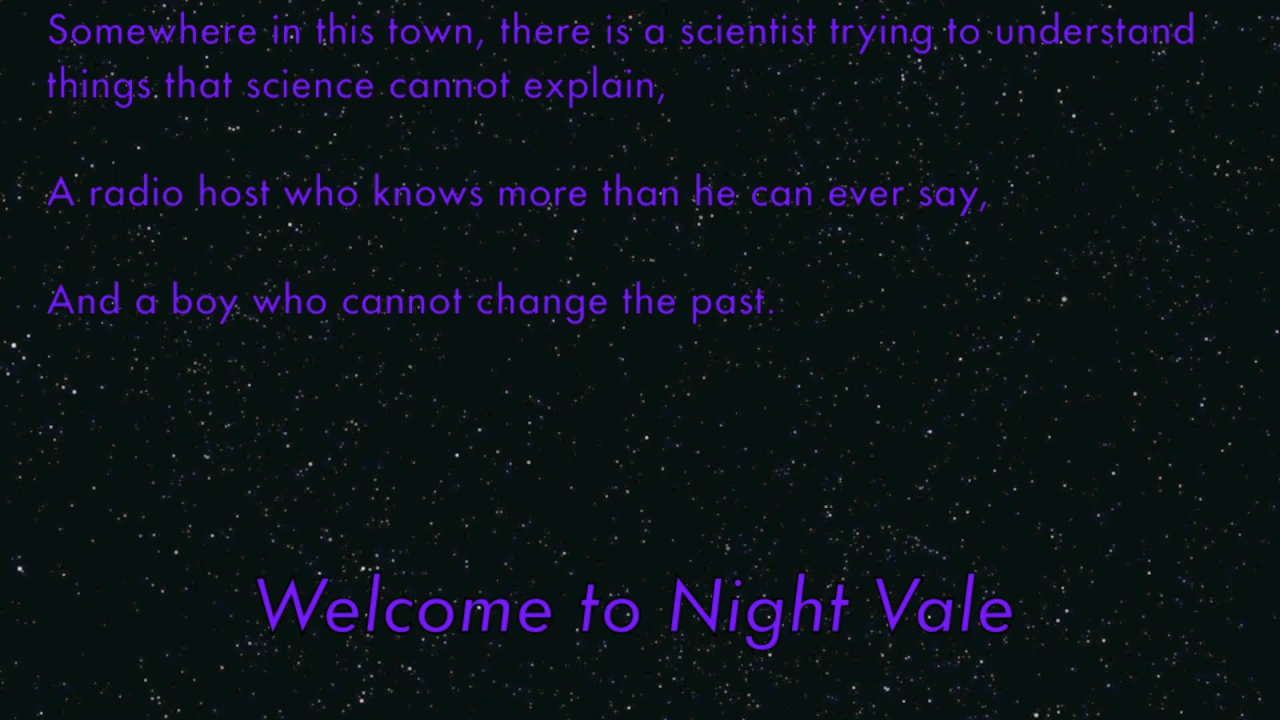 Somewhere in this town, there is a scientist trying to understand
things that science cannot explain,
A radio host who knows more than he can ever say,
And a boy who cannot change the past.
Welcome to Night Vale